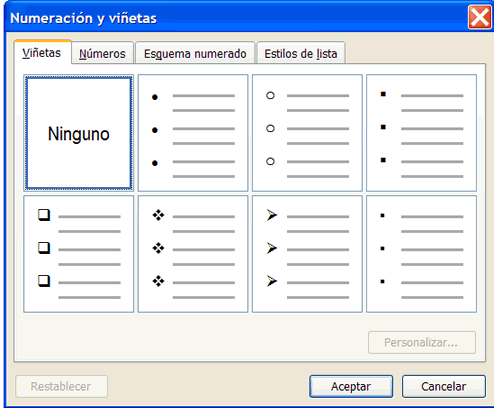 Numeración y viñetas
Viñetas Números Esquema numerado Estilos de lista
Ninguno
Personalizar...
Restablecer Aceptar Cancelar